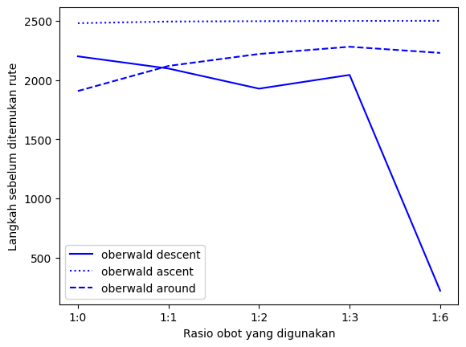 2500
2000
1500
1000
500
Langkah sebelum ditemukan rute
oberwald descent
oberwald ascent
oberwald around
1:0
1:1
1:2
1:3
1:6
Rasio obot yang digunakan